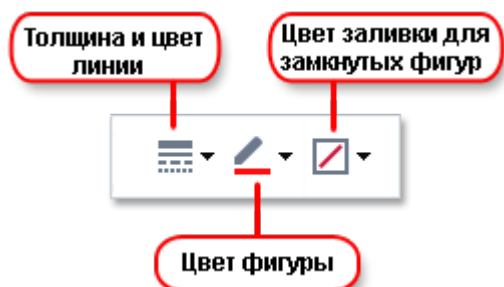 Толщина и цвет
линии
Цвет заливки для
замкнутых фигур
Цвет фигуры